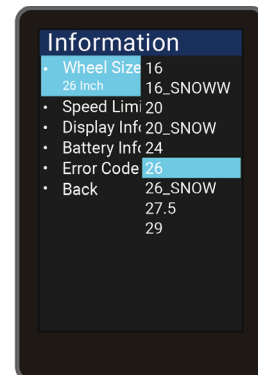 Information
Wheel Size
26 Inch
Speed Limi
Display Info
Battery Info
Error Code
Back
16
16_SNOWW
20
20_SNOW
24
26
26_SNOW
27.5
29